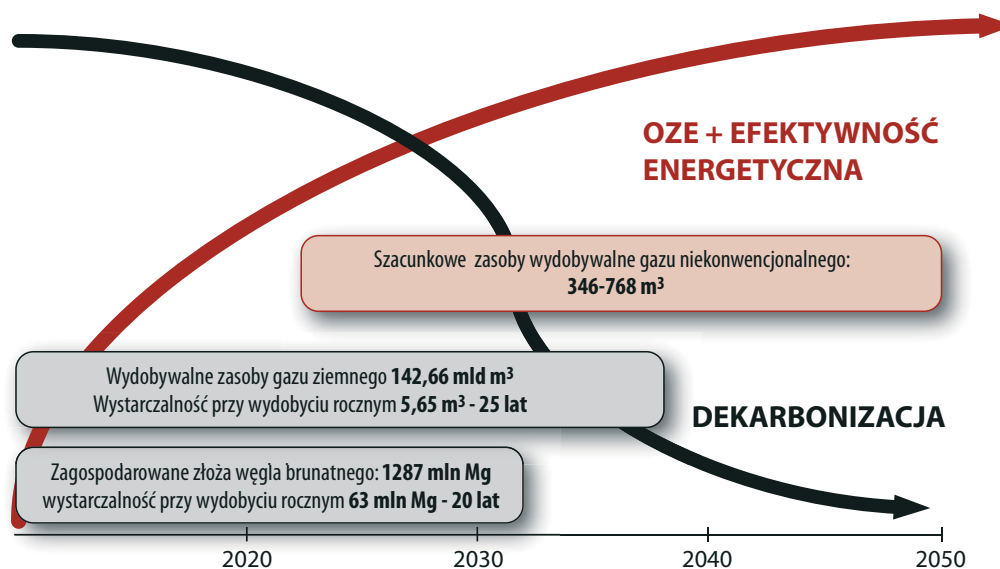 OZE + EFEKTYWNOŚĆ
ENERGETYCZNA
Szacunkowe zasoby wydobywalne gazu niekonwencjonalnego:
346-768 m³
Wydobywalne zasoby gazu ziemnego 142,66 mld m³
Wystarczalność przy wydobyciu rocznym 5,65 m³ - 25 lat
DEKARBONIZACJA
Zagospodarowane złoża węgla brunatnego: 1287 mln Mg
wystarczalność przy wydobyciu rocznym 63 mln Mg - 20 lat
2020 2030 2040 2050